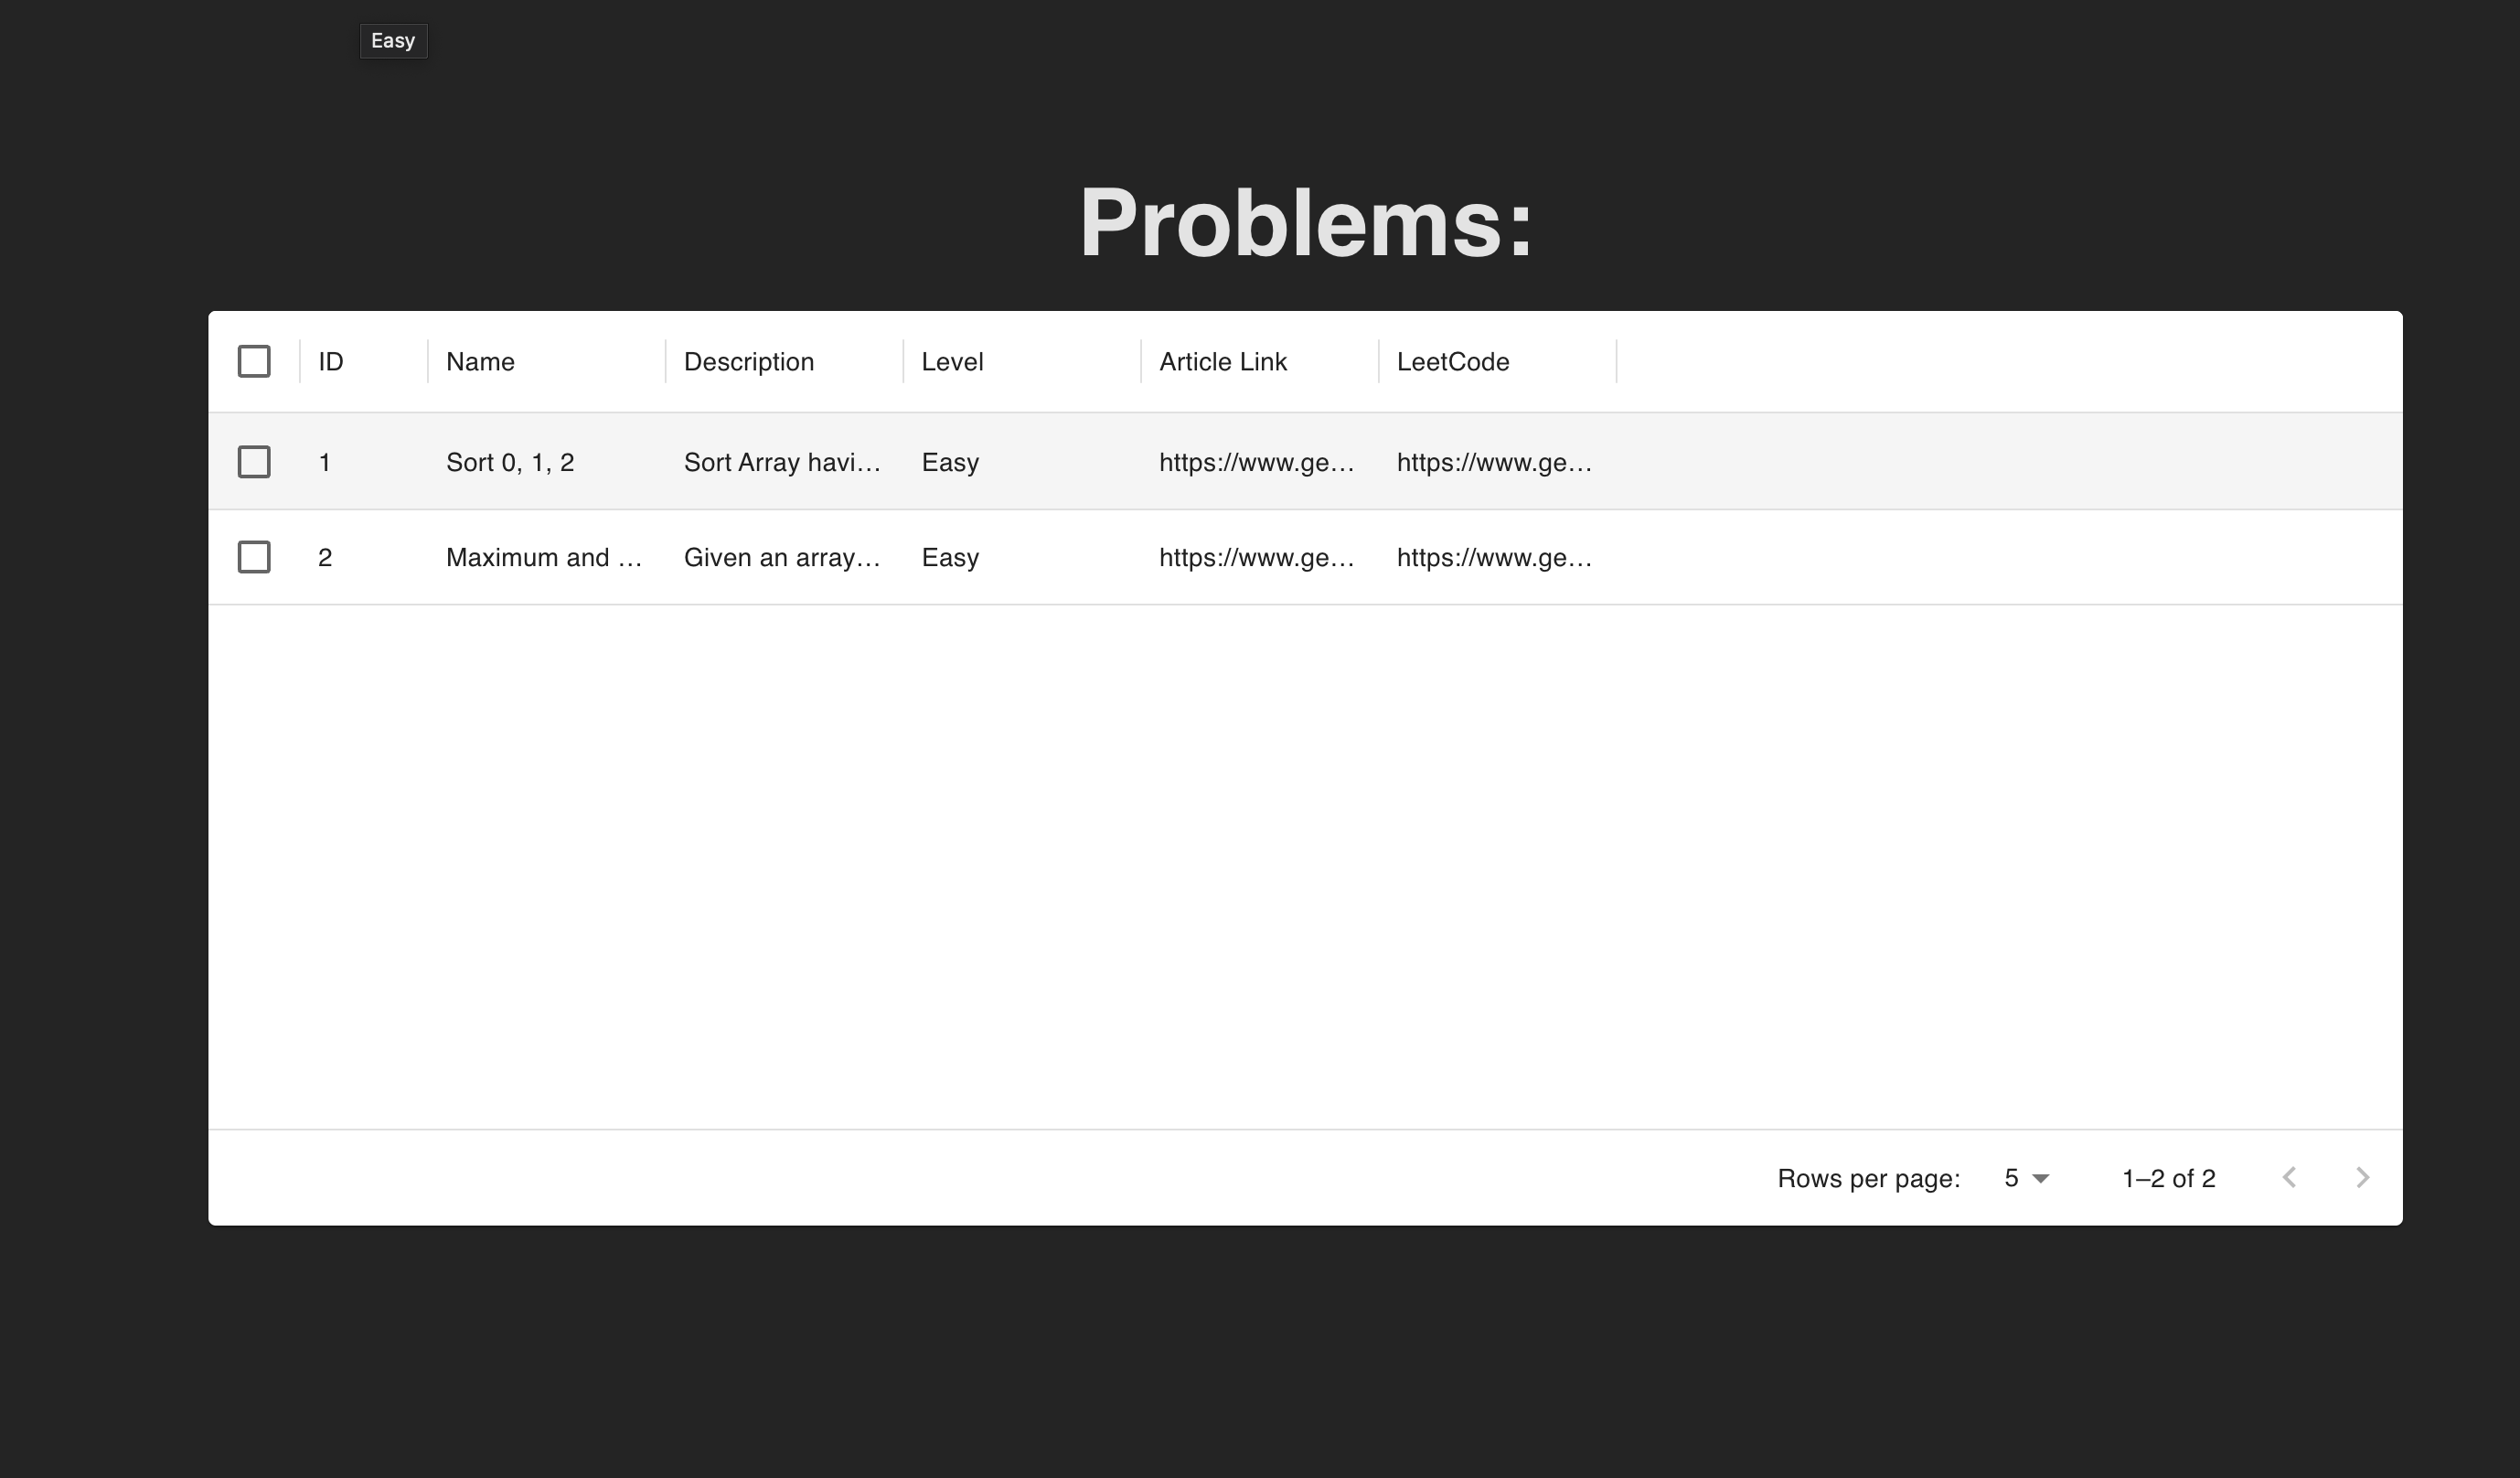 Easy
Problems:
ID Name Description Level Article Link LeetCode
1 Sort 0, 1, 2 Sort Array havi... Easy https://www.ge... https://www.ge...
2 Maximum and ... Given an array... Easy https://www.ge... https://www.ge...
Rows per page: 5 1–2 of 2